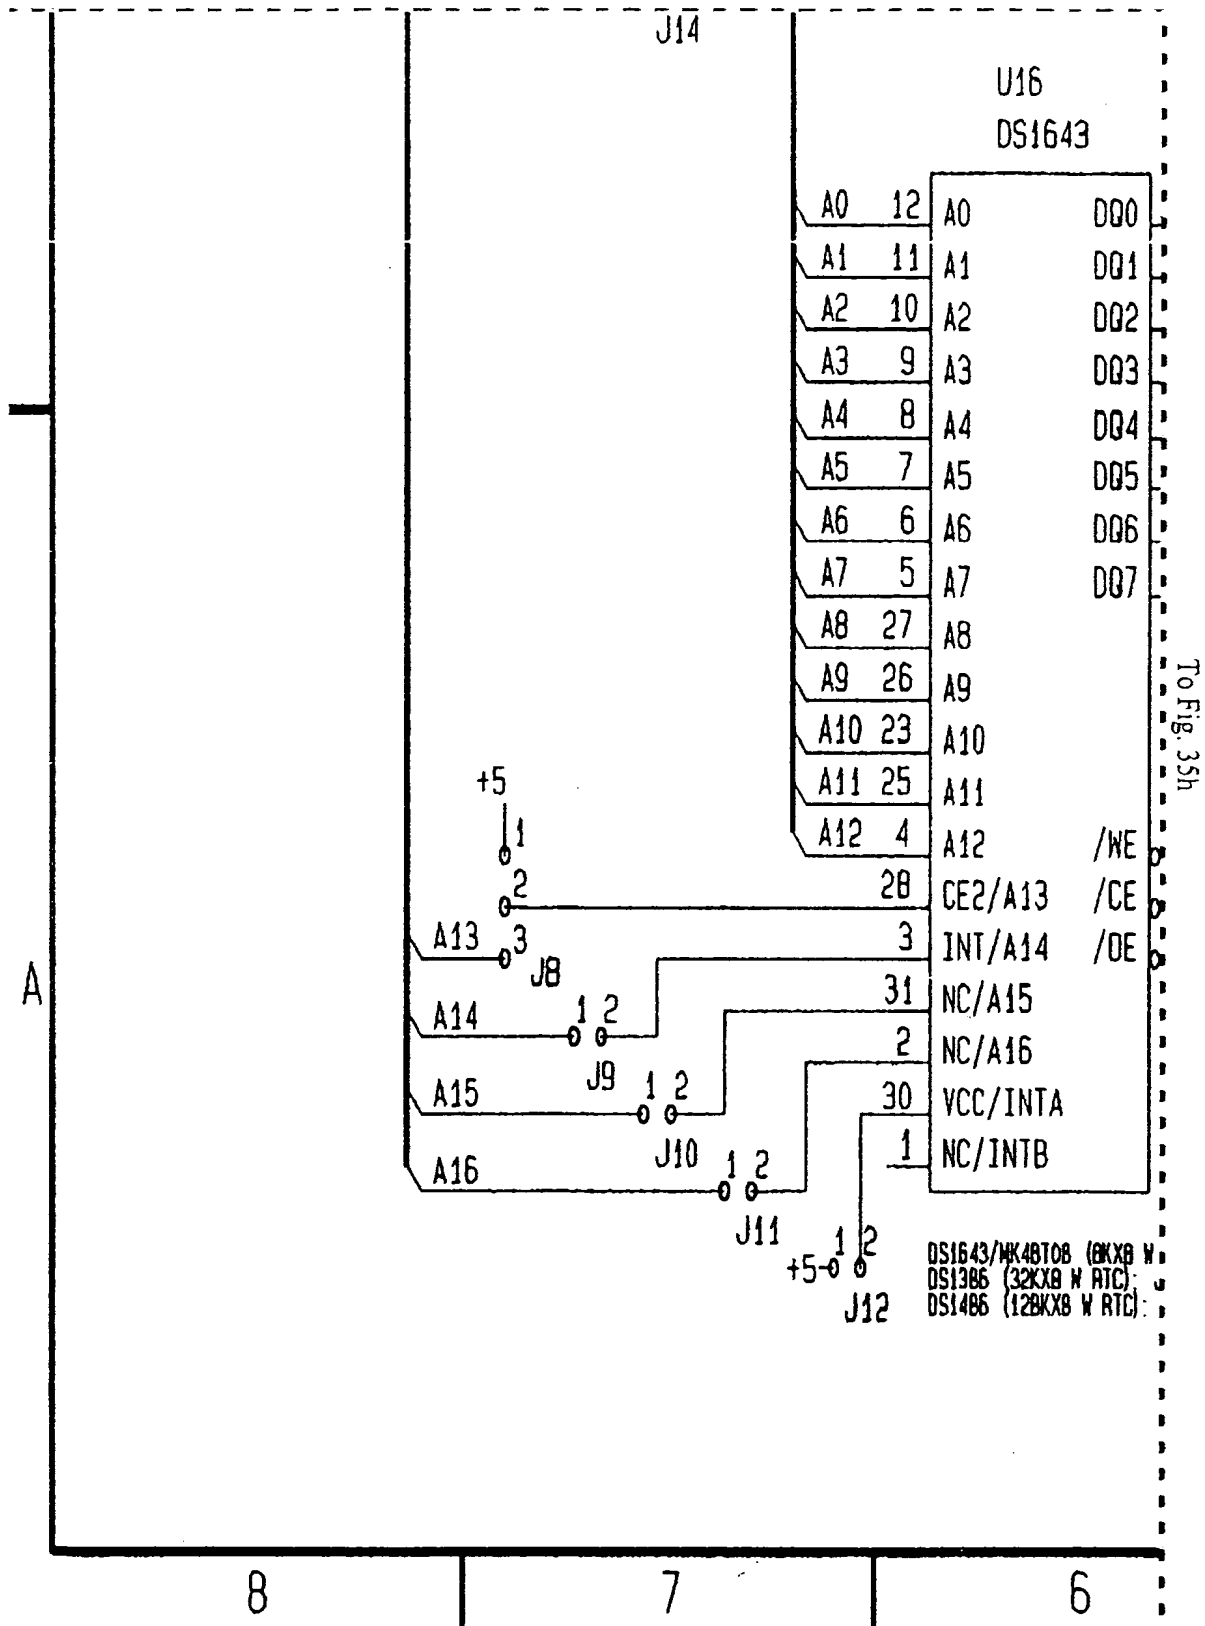 J14
U16
DS1643
A0 12 A0 DQ0
A1 11 A1 DQ1
A2 10 A2 DQ2
A3 9 A3 DQ3
A4 8 A4 DQ4
A5 7 A5 DQ5
A6 6 A6 DQ6
A7 5 A7 DQ7
A8 27 A8
A9 26 A9
A10 23 A10
A11 25 A11
A12 4 A12 /WE
+5
1
2 28 CE2/A13 /CE
A13 3 J8 3 INT/A14 /OE
A14 1 2 J9 31 NC/A15
A15 1 2 J10 2 NC/A16
30 VCC/INTA
A16 1 2 J11 1 NC/INTB
+5 1 2 J12
DS1643/MK48T08 (8KX8 W
DS1386 (32KX8 W RTC):
DS1486 (128KX8 W RTC):
To Fig. 35h
A
8 7 6